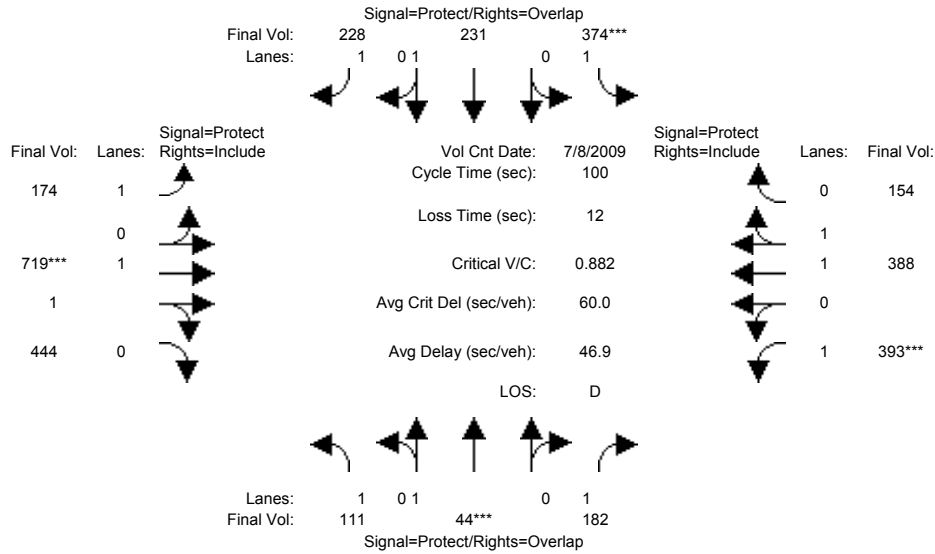 Signal=Protect/Rights=Overlap
Final Vol: 228 231 374***
Lanes: 1 0 1 0 1
Signal=Protect Signal=Protect
Final Vol: Lanes: Rights=Include Vol Cnt Date: 7/8/2009 Rights=Include Lanes: Final Vol:
Cycle Time (sec): 100
174 1 0 154
Loss Time (sec): 12
0 1
719*** 1 Critical V/C: 0.882 1 388
1 Avg Crit Del (sec/veh): 60.0 0
444 0 Avg Delay (sec/veh): 46.9 1 393***
LOS: D
Lanes: 1 0 1 0 1
Final Vol: 111 44*** 182
Signal=Protect/Rights=Overlap